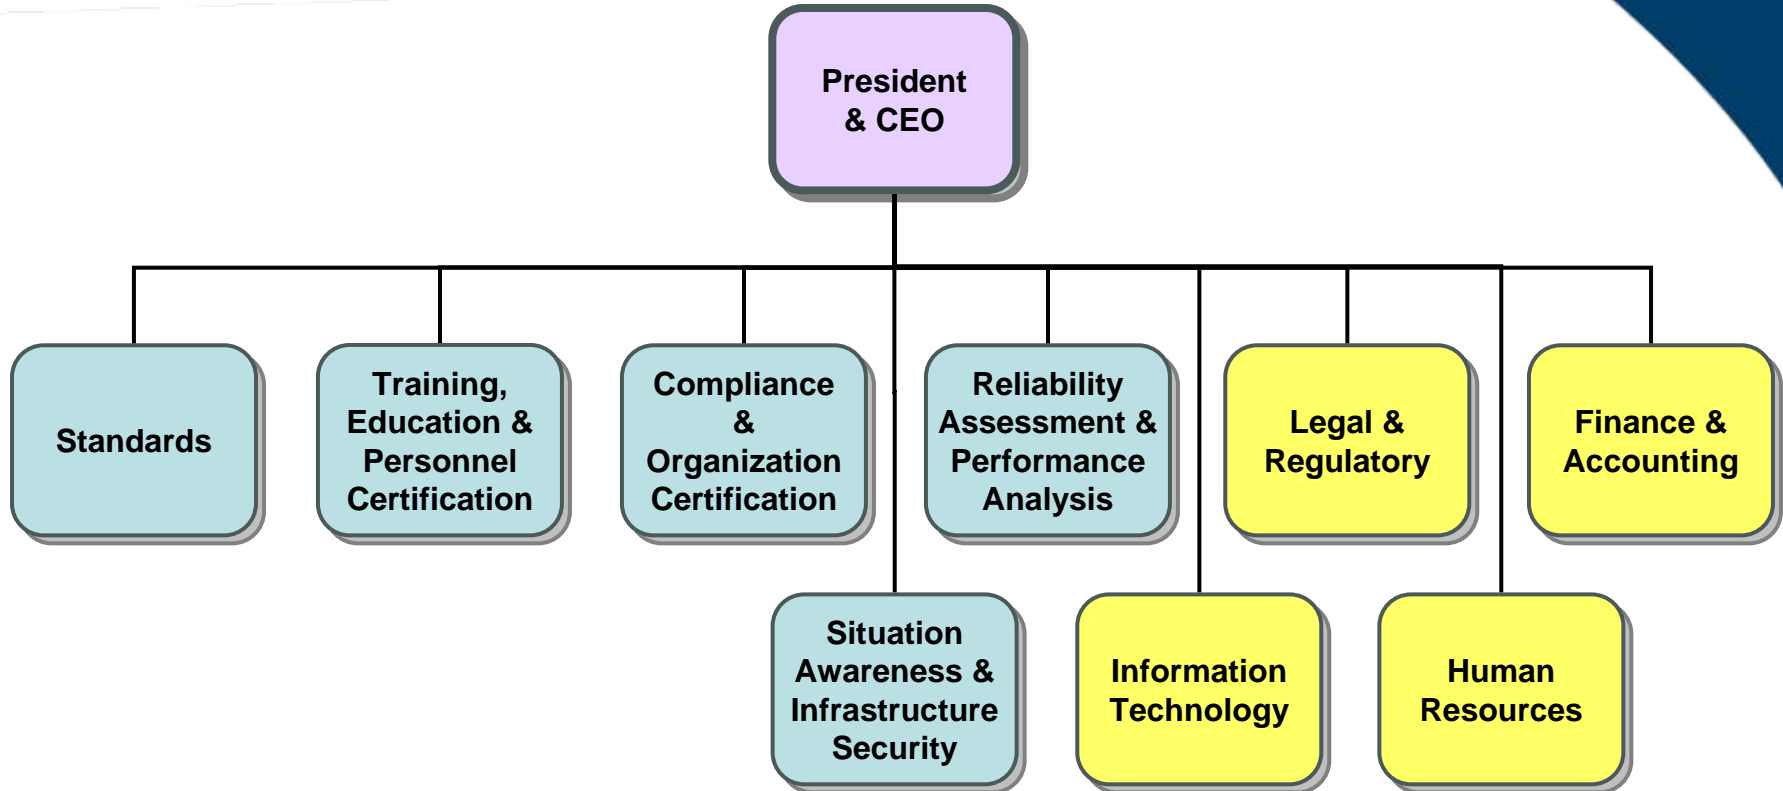 President
& CEO
Standards
Training,
Education &
Personnel
Certification
Compliance
&
Organization
Certification
Reliability
Assessment &
Performance
Analysis
Legal &
Regulatory
Finance &
Accounting
Situation
Awareness &
Infrastructure
Security
Information
Technology
Human
Resources